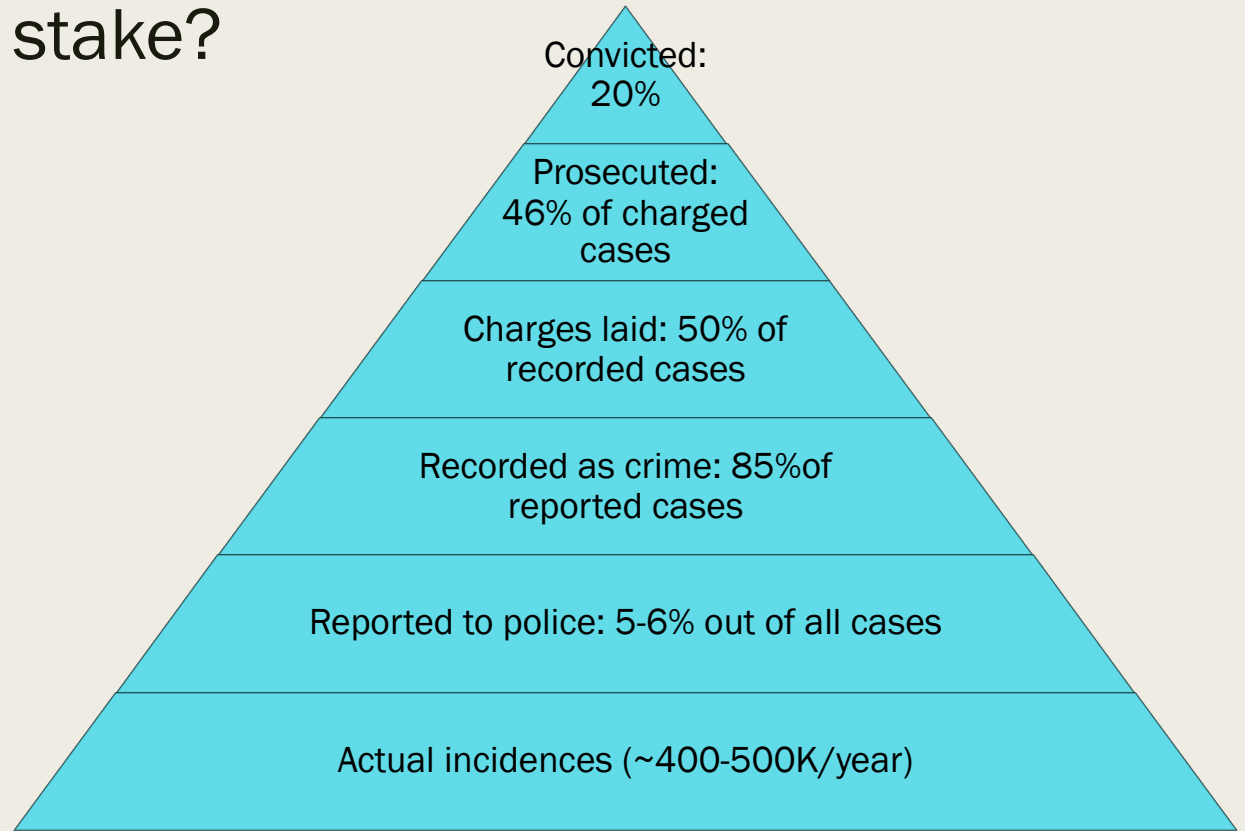 stake?
Convicted:
20%
Prosecuted:
46% of charged
cases
Charges laid: 50% of
recorded cases
Recorded as crime: 85%of
reported cases
Reported to police: 5-6% out of all cases
Actual incidences (~400-500K/year)